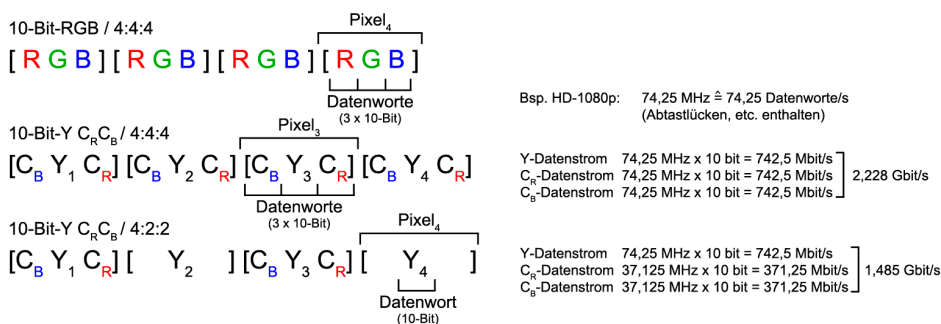 10-Bit-RGB / 4:4:4
Pixel4
[ R G B ] [ R G B ] [ R G B ] [ R G B ]
Datenworte
(3 x 10-Bit)
10-Bit-Y CRCB / 4:4:4
Pixel3
[CB Y1 CR] [CB Y2 CR] [CB Y3 CR] [CB Y4 CR]
Datenworte
(3 x 10-Bit)
10-Bit-Y CRCB / 4:2:2
Pixel4
[CB Y1 CR] [ Y2 ] [CB Y3 CR] [ Y4 ]
Datenwort
(10-Bit)
Bsp. HD-1080p: 74,25 MHz ≙ 74,25 Datenworte/s
(Abtastlücken, etc. enthalten)
Y-Datenstrom 74,25 MHz x 10 bit = 742,5 Mbit/s
CR-Datenstrom 74,25 MHz x 10 bit = 742,5 Mbit/s
CB-Datenstrom 74,25 MHz x 10 bit = 742,5 Mbit/s
2,228 Gbit/s
Y-Datenstrom 74,25 MHz x 10 bit = 742,5 Mbit/s
CR-Datenstrom 37,125 MHz x 10 bit = 371,25 Mbit/s
CB-Datenstrom 37,125 MHz x 10 bit = 371,25 Mbit/s
1,485 Gbit/s